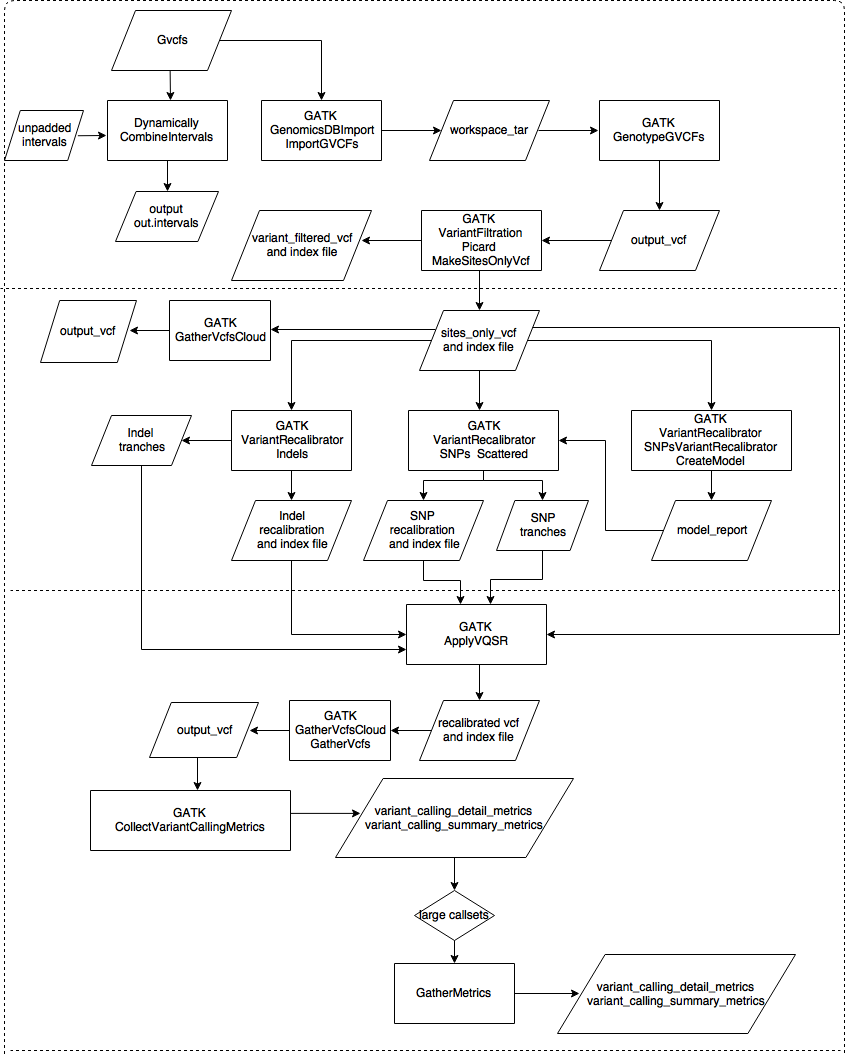 Gvcfs
unpadded
intervals
Dynamically
CombineIntervals
GATK
GenomicsDBImport
ImportGVCFs
workspace_tar
GATK
GenotypeGVCFs
output
out.intervals
variant_filtered_vcf
and index file
GATK
VariantFiltration
Picard
MakeSitesOnlyVcf
output_vcf
output_vcf
GATK
GatherVcfsCloud
sites_only_vcf
and index file
Indel
tranches
GATK
VariantRecalibrator
Indels
GATK
VariantRecalibrator
SNPs Scattered
GATK
VariantRecalibrator
SNPsVariantRecalibrator
CreateModel
Indel
recalibration
and index file
SNP
recalibration
and index file
SNP
tranches
model_report
GATK
ApplyVQSR
output_vcf
GATK
GatherVcfsCloud
GatherVcfs
recalibrated vcf
and index file
GATK
CollectVariantCallingMetrics
variant_calling_detail_metrics
variant_calling_summary_metrics
large callsets
GatherMetrics
variant_calling_detail_metrics
variant_calling_summary_metrics